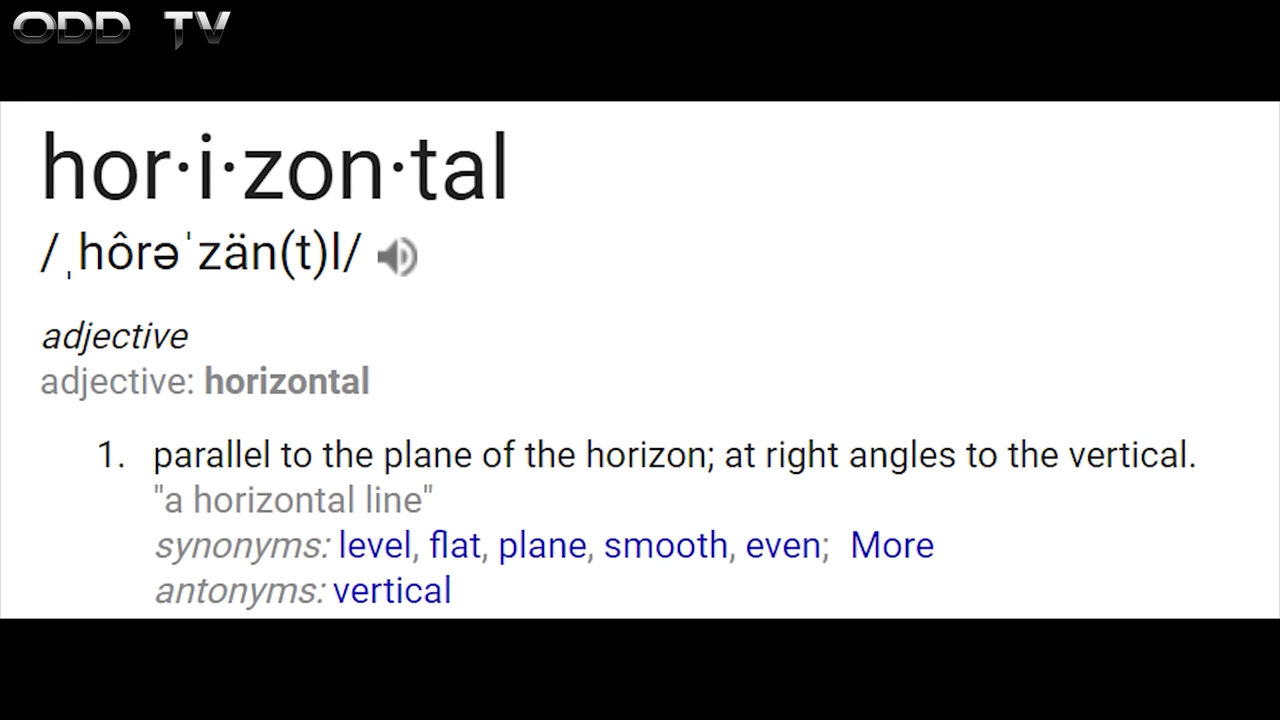 ODD TV
hor·i·zon·tal
/ˌhôrəˈzän(t)l/
adjective
adjective: horizontal
1. parallel to the plane of the horizon; at right angles to the vertical.
"a horizontal line"
synonyms: level, flat, plane, smooth, even; More
antonyms: vertical